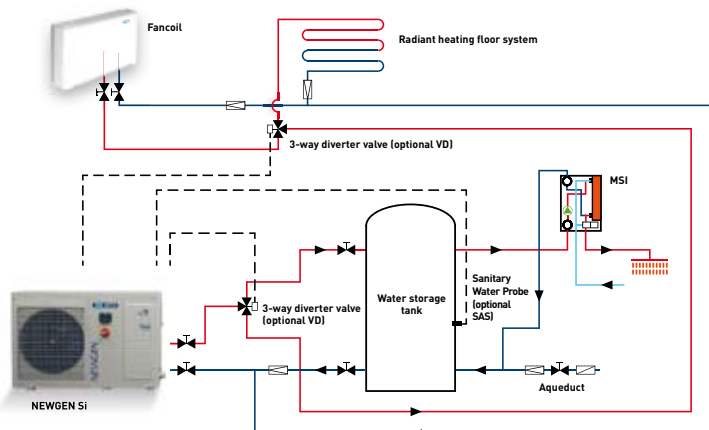 Fancoil
Radiant heating floor system
3-way diverter valve (optional VD)
MSI
Sanitary
Water Probe
(optional
SAS)
Water storage
tank
3-way diverter valve
(optional VD)
NEWGEN
Aqueduct
NEWGEN Si